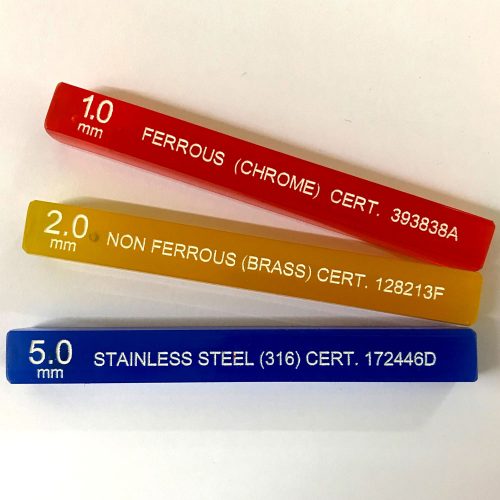 1.0
mm
FERROUS (CHROME) CERT. 393838A
2.0
mm
NON FERROUS (BRASS) CERT. 128213F
5.0
mm
STAINLESS STEEL (316) CERT. 172446D